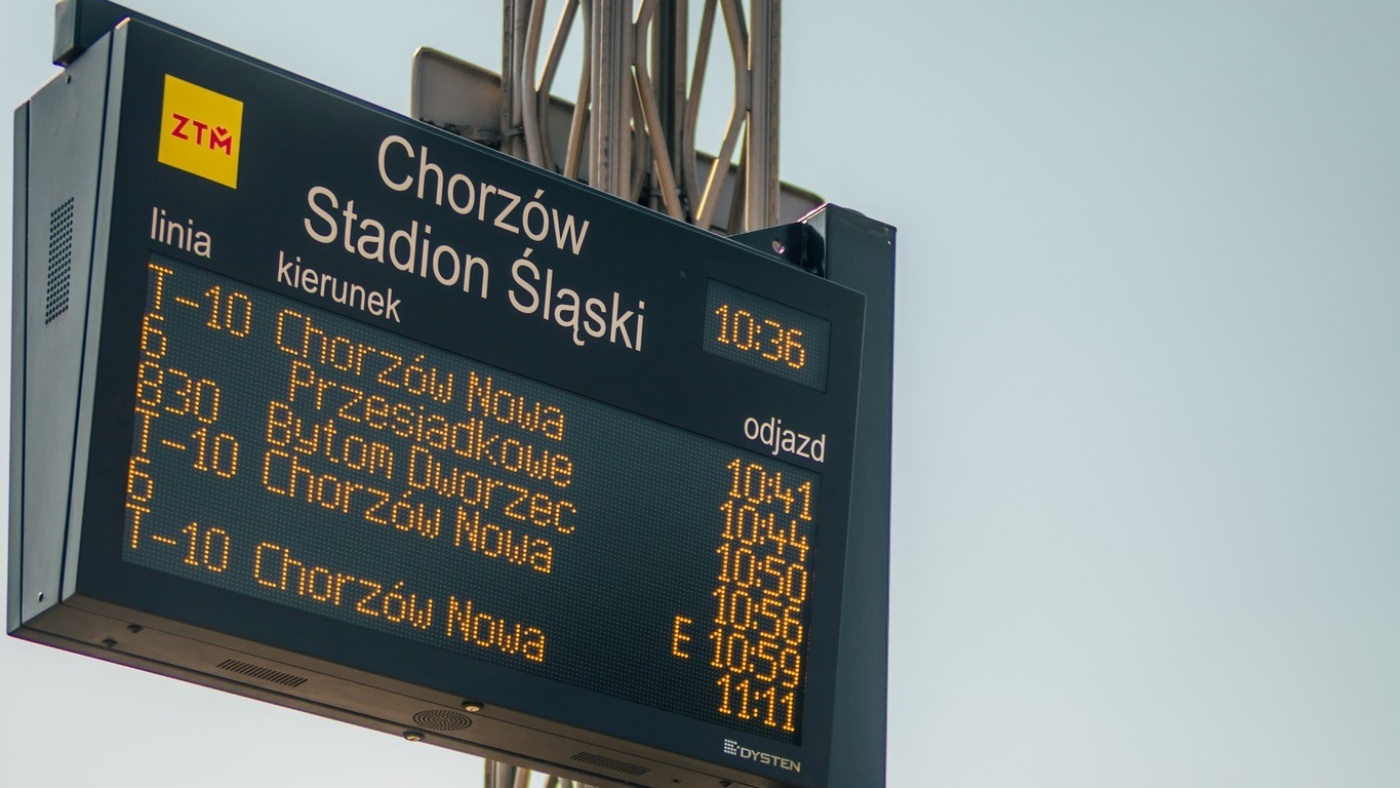 ZTM
Chorzów
Stadion Śląski
linia
kierunek
10:36
odjazd
T-10 Chorzów Nowa 10:41
6 Przesiadkowe 10:44
830 Bytom Dworzec 10:50
T-10 Chorzów Nowa 10:56
6 E 10:59
T-10 Chorzów Nowa 11:11
DYSTEN